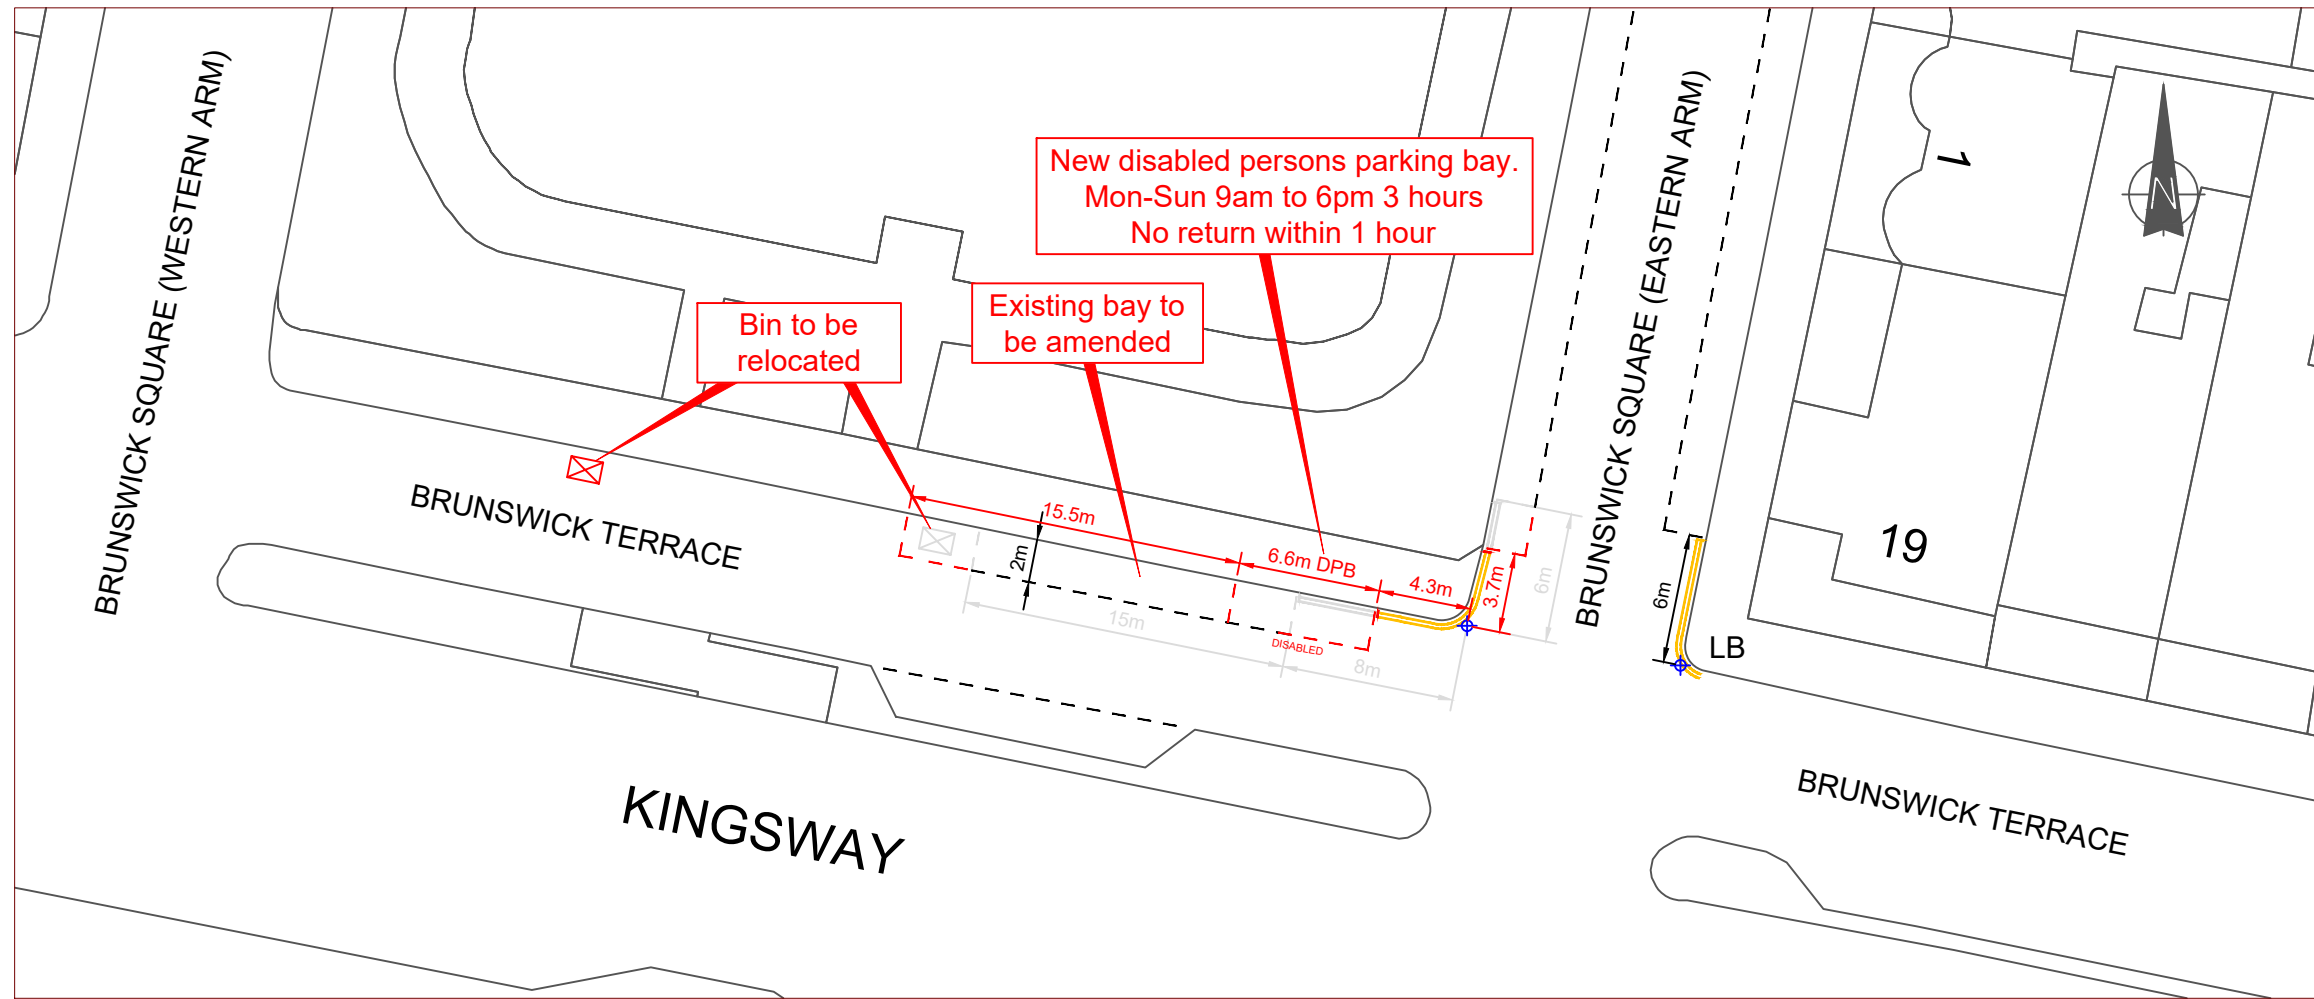 BRUNSWICK SQUARE (WESTERN ARM)
BRUNSWICK SQUARE (EASTERN ARM)
1
N
New disabled persons parking bay.
Mon-Sun 9am to 6pm 3 hours
No return within 1 hour
Existing bay to
be amended
Bin to be
relocated
BRUNSWICK TERRACE
15.5m
2m
6.6m DPB
4.3m
3.7m
6m
15m
DISABLED
8m
6m
LB
19
KINGSWAY
BRUNSWICK TERRACE